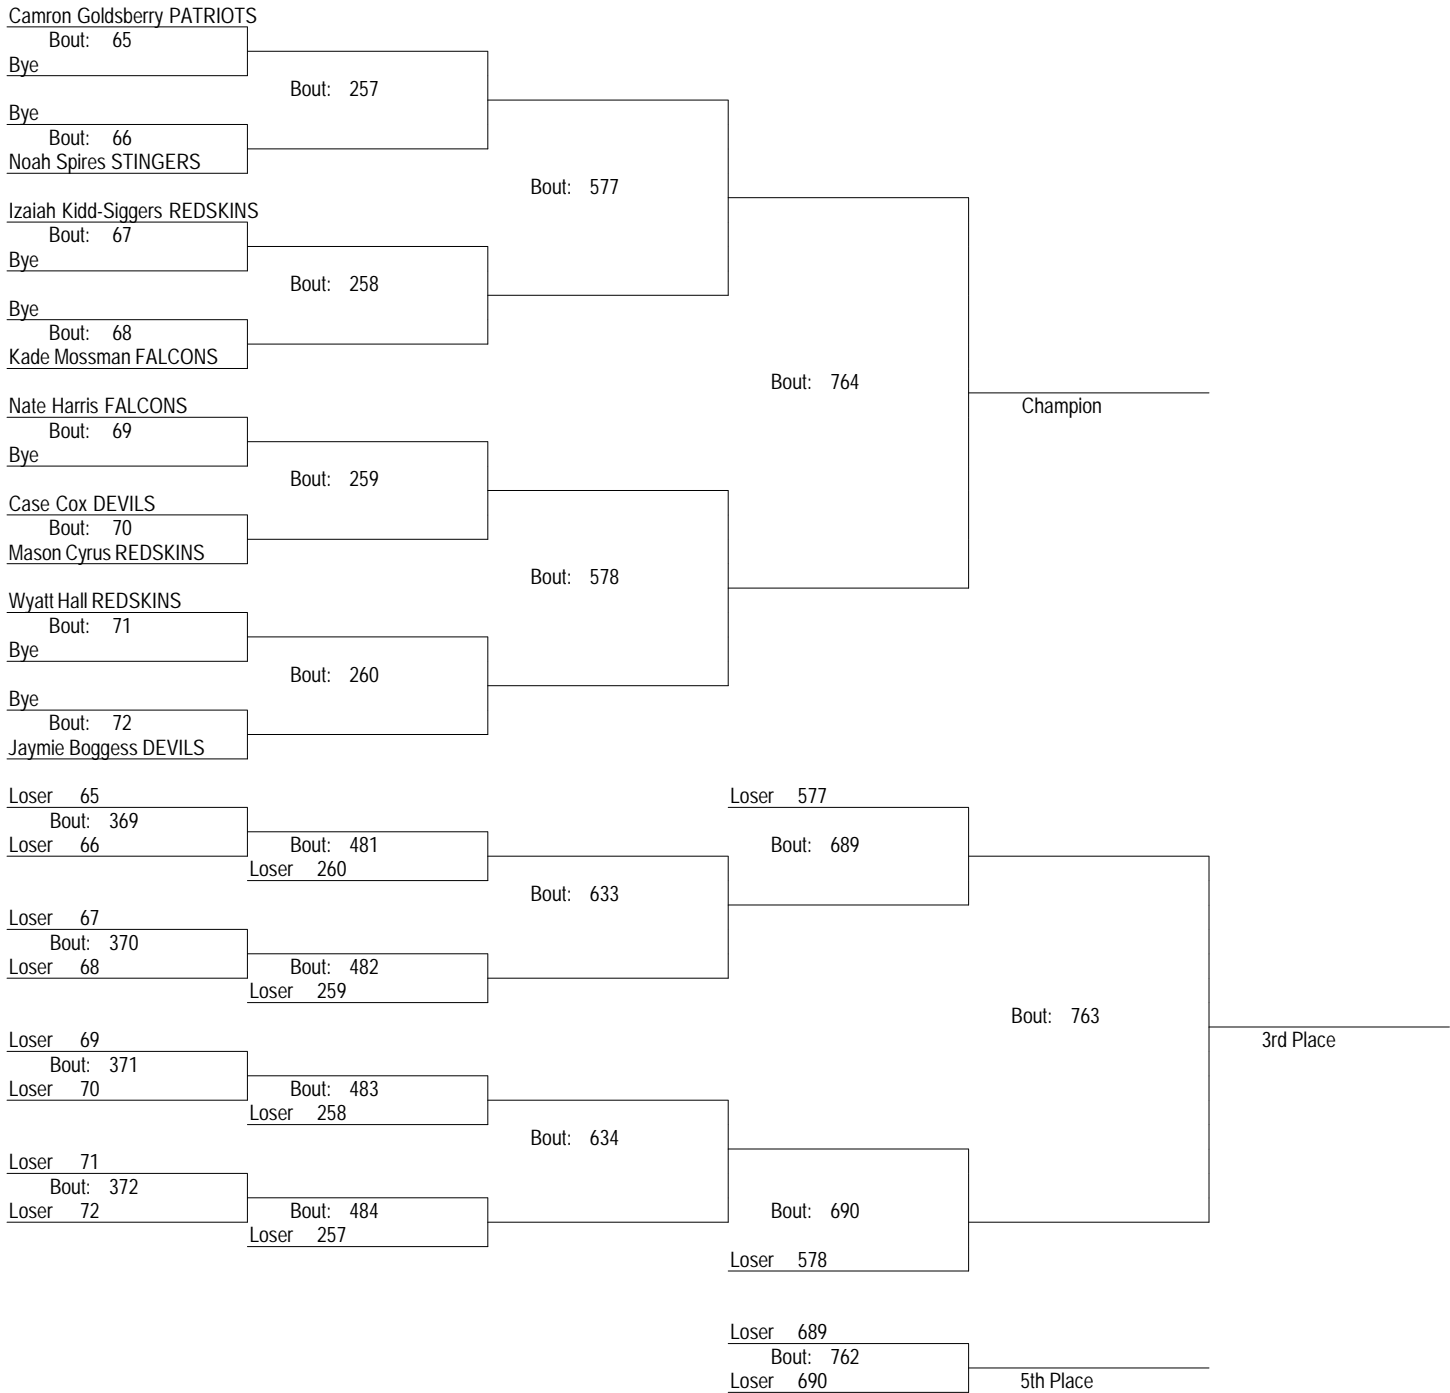 Camron Goldsberry PATRIOTS
Bout: 65
Bye
Bout: 257
Bye
Bout: 66
Noah Spires STINGERS
Bout: 577
Izaiah Kidd-Siggers REDSKINS
Bout: 67
Bye
Bout: 258
Bye
Bout: 68
Kade Mossman FALCONS
Bout: 764
Champion
Nate Harris FALCONS
Bout: 69
Bye
Bout: 259
Case Cox DEVILS
Bout: 70
Mason Cyrus REDSKINS
Bout: 578
Wyatt Hall REDSKINS
Bout: 71
Bye
Bout: 260
Bye
Bout: 72
Jaymie Boggess DEVILS
Loser 65
Bout: 369
Loser 66
Bout: 481
Loser 260
Loser 577
Bout: 689
Bout: 633
Loser 67
Bout: 370
Loser 68
Bout: 482
Loser 259
Bout: 763
3rd Place
Loser 69
Bout: 371
Loser 70
Bout: 483
Loser 258
Bout: 634
Loser 71
Bout: 372
Loser 72
Bout: 484
Loser 257
Bout: 690
Loser 578
Loser 689
Bout: 762
Loser 690
5th Place